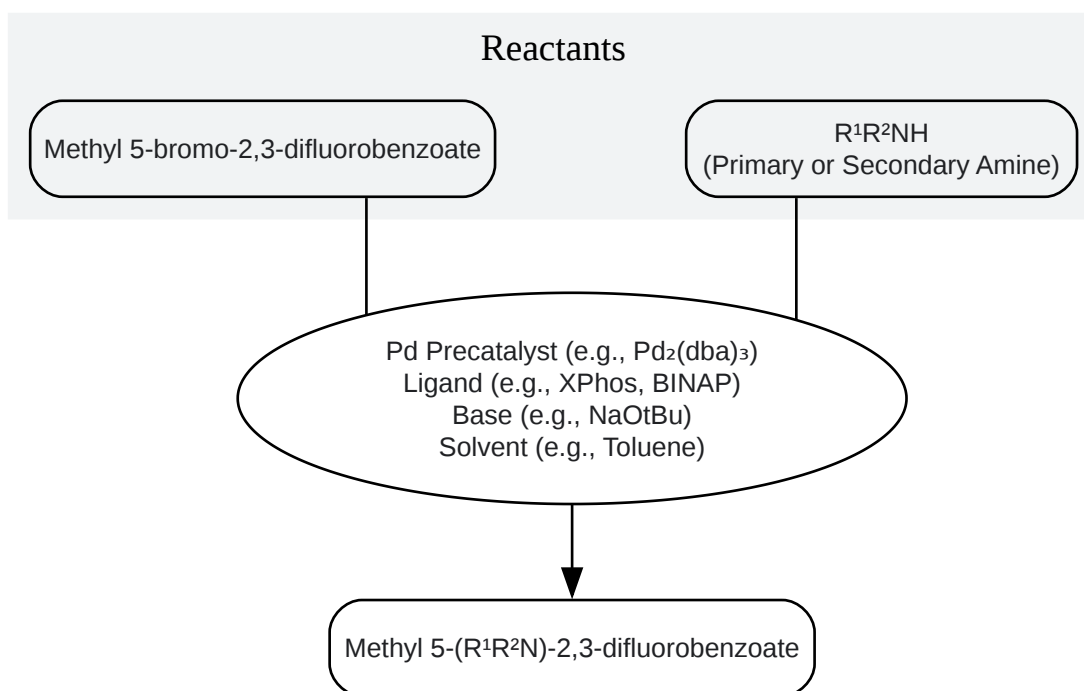 Reactants
Methyl 5-bromo-2,3-difluorobenzoate
R¹R²NH
(Primary or Secondary Amine)
Pd Precatalyst (e.g., Pd₂(dba)₃)
Ligand (e.g., XPhos, BINAP)
Base (e.g., NaOtBu)
Solvent (e.g., Toluene)
Methyl 5-(R¹R²N)-2,3-difluorobenzoate